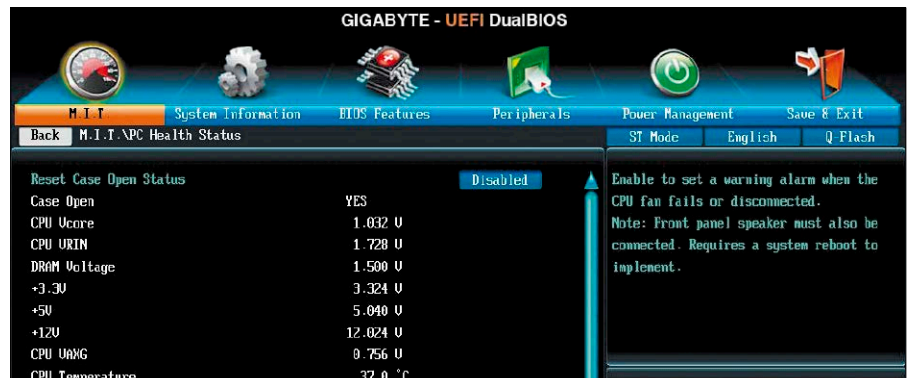 GIGABYTE - UEFI DualBIOS
M.I.T. System Information BIOS Features Peripherals Power Management Save & Exit
Back M.I.T.\PC Health Status ST Mode English Q-Flash
Reset Case Open Status Disabled
Case Open YES
CPU Vcore 1.032 V
CPU VRIN 1.728 V
DRAM Voltage 1.500 V
+3.3V 3.324 V
+5V 5.040 V
+12V 12.024 V
CPU VAXG 0.756 V
CPU Temperature 37.0 °C
Enable to set a warning alarm when the
CPU fan fails or disconnected.
Note: Front panel speaker must also be
connected. Requires a system reboot to
implement.